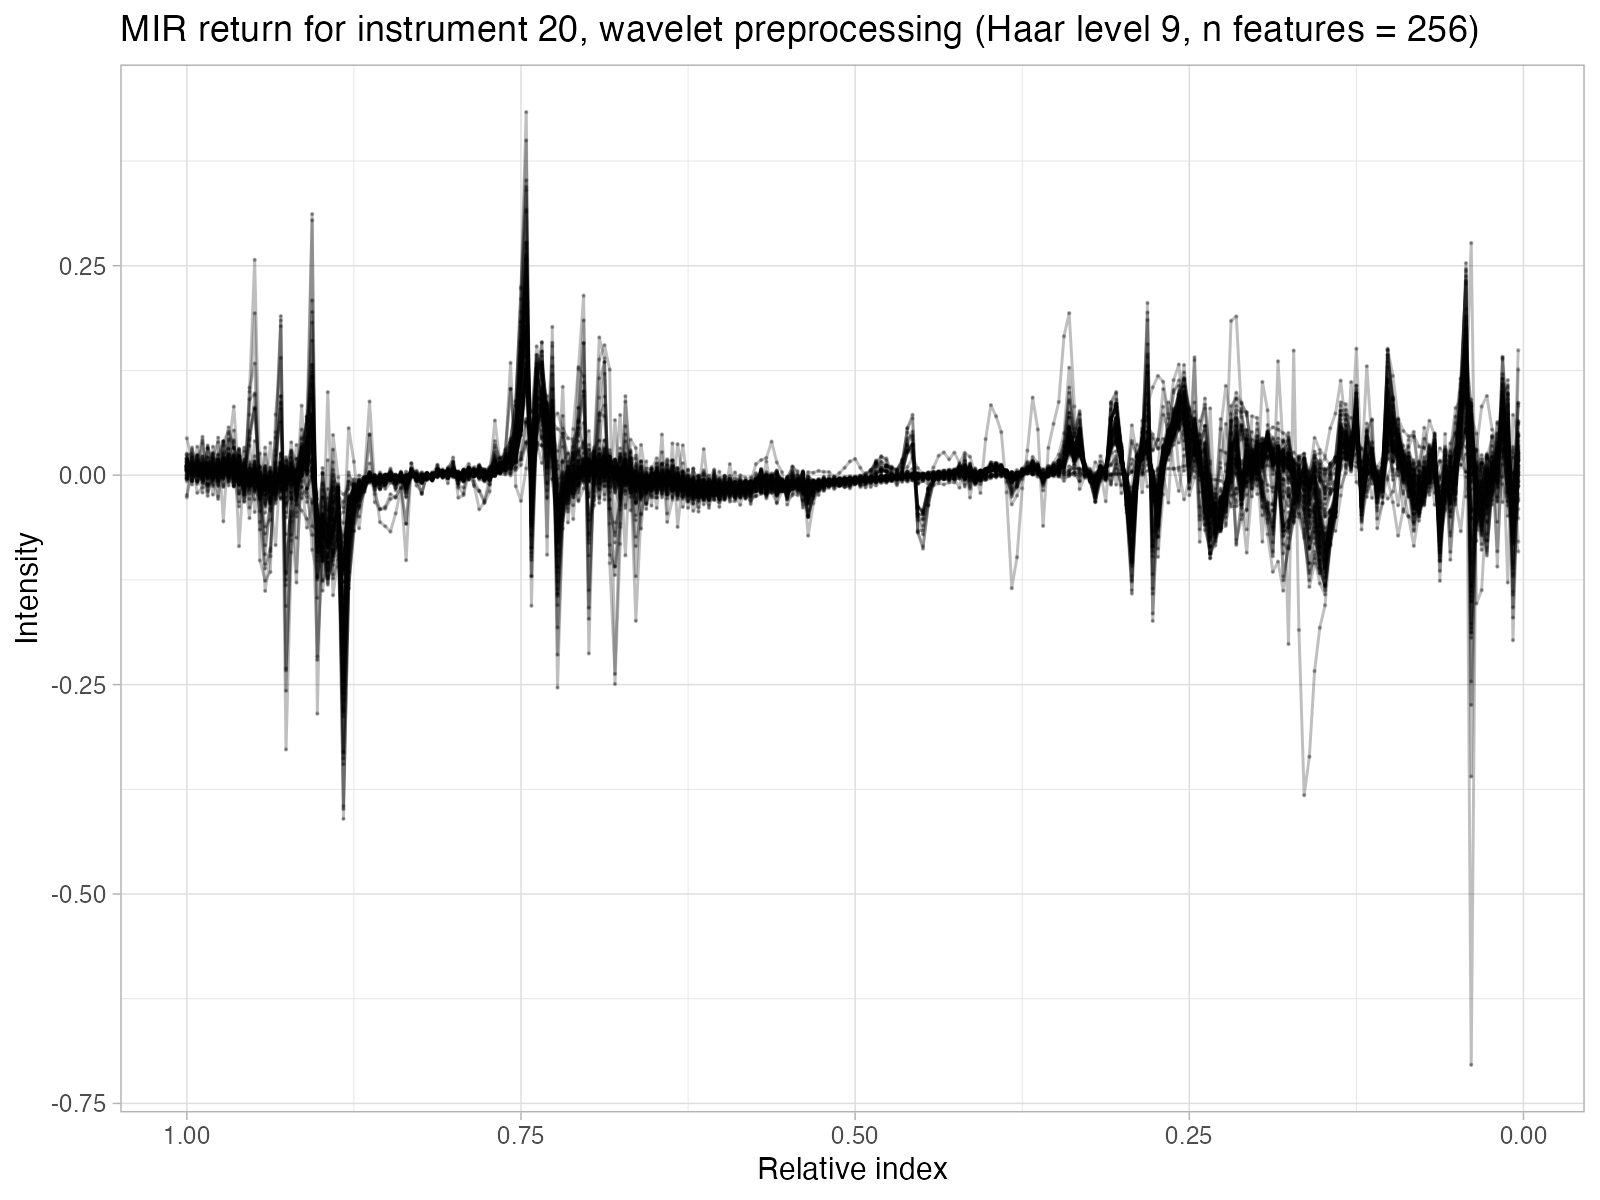 MIR return for instrument 20, wavelet preprocessing (Haar level 9, n features = 256)
Intensity
0.25
0.00
-0.25
-0.50
-0.75
1.00 0.75 0.50 0.25 0.00
Relative index